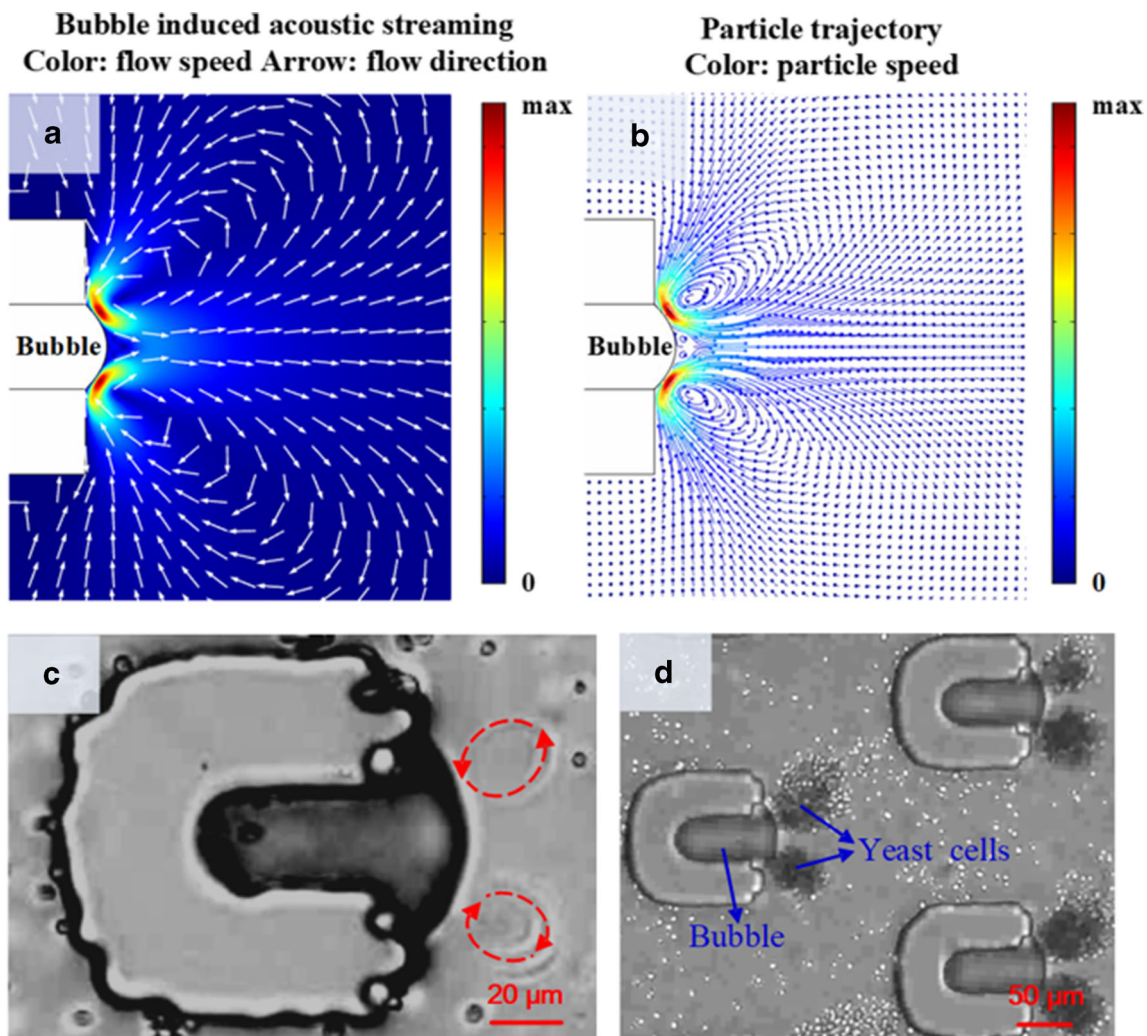 Bubble induced acoustic streaming
Color: flow speed Arrow: flow direction
Particle trajectory
Color: particle speed
a
max
Bubble
0
b
max
Bubble
0
c
20 μm
d
Yeast cells
Bubble
50 μm